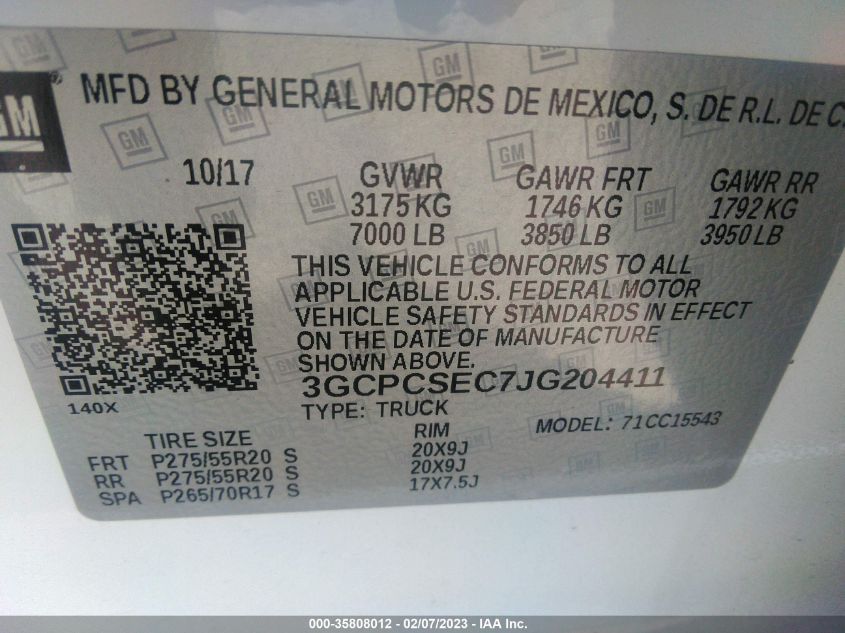 GM
MFD BY GENERAL MOTORS DE MEXICO, S. DE R.L. DE C.
10/17
GVWR GAWR FRT GAWR RR
3175 KG 1746 KG 1792 KG
7000 LB 3850 LB 3950 LB
THIS VEHICLE CONFORMS TO ALL
APPLICABLE U.S. FEDERAL MOTOR
VEHICLE SAFETY STANDARDS IN EFFECT
ON THE DATE OF MANUFACTURE
SHOWN ABOVE.
3GCPCSEC7JG204411
140X
TYPE: TRUCK MODEL: 71CC15543
TIRE SIZE RIM
FRT P275/55R20 S 20X9J
RR P275/55R20 S 20X9J
SPA P265/70R17 S 17X7.5J
000-35808012 - 02/07/2023 - IAA Inc.